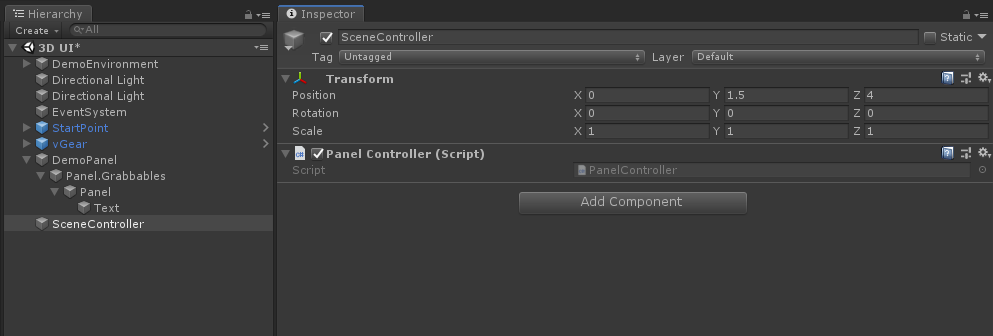 Hierarchy
Create
All
3D UI*
DemoEnvironment
Directional Light
Directional Light
EventSystem
StartPoint
vGear
DemoPanel
Panel.Grabbables
Panel
Text
SceneController
Inspector
SceneController Static
Tag Untagged Layer Default
Transform
Position X 0 Y 1.5 Z 4
Rotation X 0 Y 0 Z 0
Scale X 1 Y 1 Z 1
Panel Controller (Script)
Script PanelController
Add Component